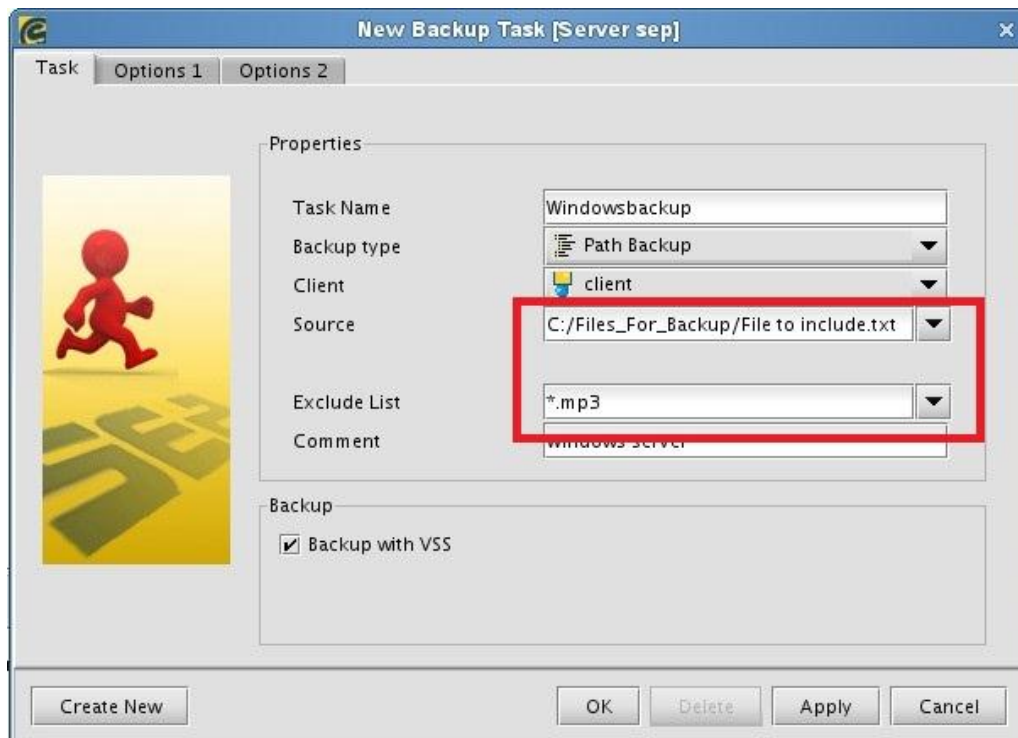 New Backup Task [Server sep]
Task Options 1 Options 2
Properties
Task Name Windowsbackup
Backup type Path Backup
Client client
Source C:/Files_For_Backup/File to include.txt
Exclude List *.mp3
Comment windows server
Backup
Backup with VSS
Create New OK Delete Apply Cancel